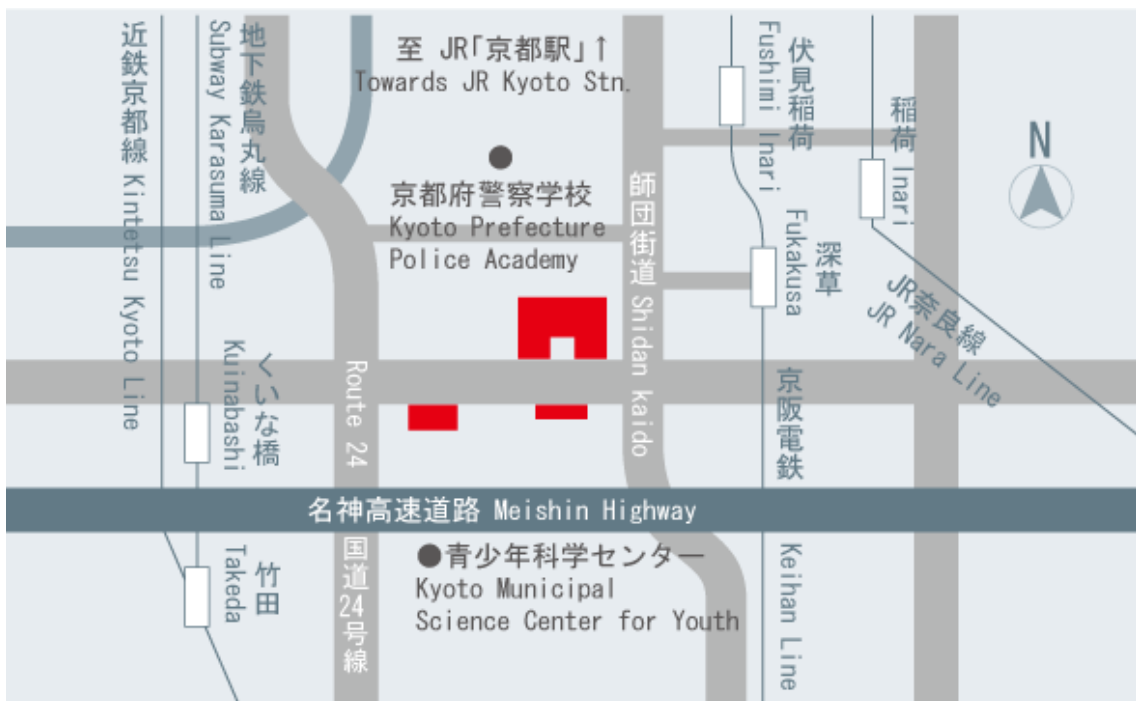 近鉄京都線 Kintetsu Kyoto Line
地下鉄烏丸線
Subway Karasuma Line
至 JR「京都駅」↑
Towards JR Kyoto Stn.
京都府警察学校
Kyoto Prefecture
Police Academy
師団街道 Shidan kaido
伏見稲荷
Fushimi Inari
稲荷 Inari
N
深草
Fukakusa
JR奈良線
JR Nara Line
くいな橋
Kuinabashi
Route 24
京阪電鉄
名神高速道路 Meishin Highway
竹田
Takeda
国道24号線
●青少年科学センター
Kyoto Municipal
Science Center for Youth
Keihan Line